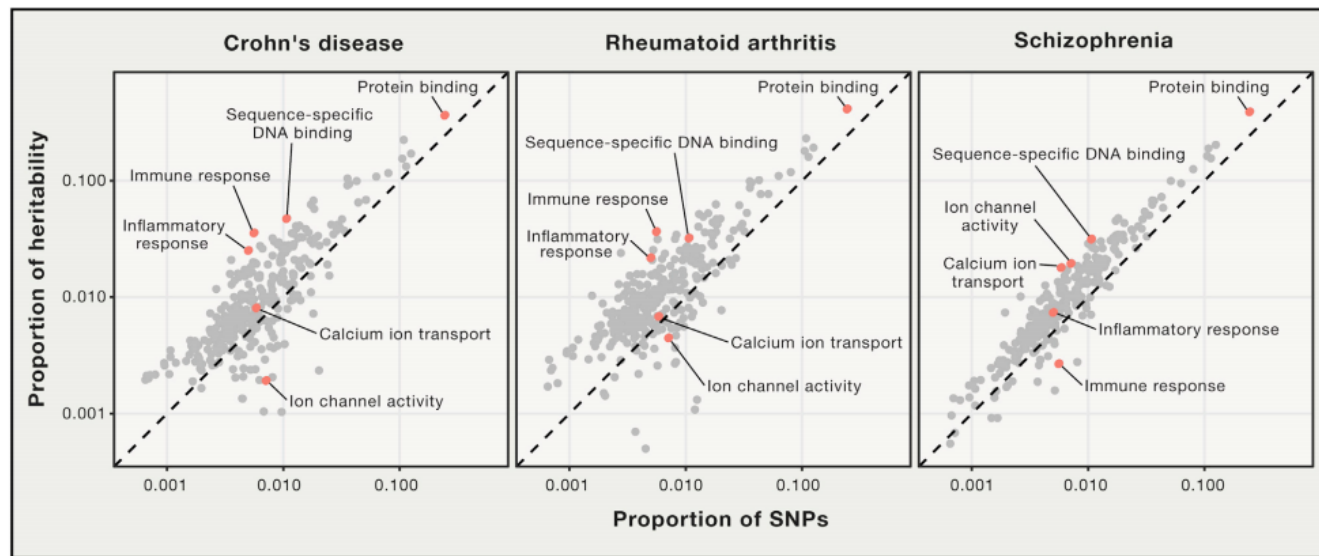 Crohn's disease
Rheumatoid arthritis
Schizophrenia
Proportion of heritability
0.100
0.010
0.001
Protein binding
Sequence-specific
DNA binding
Immune response
Inflammatory
response
Calcium ion transport
Ion channel activity
0.001
0.010
0.100
Protein binding
Sequence-specific DNA binding
Immune response
Inflammatory
response
Calcium ion transport
Ion channel activity
0.001
0.010
0.100
Protein binding
Sequence-specific DNA binding
Ion channel
activity
Calcium ion
transport
Inflammatory response
Immune response
0.001
0.010
0.100
Proportion of SNPs